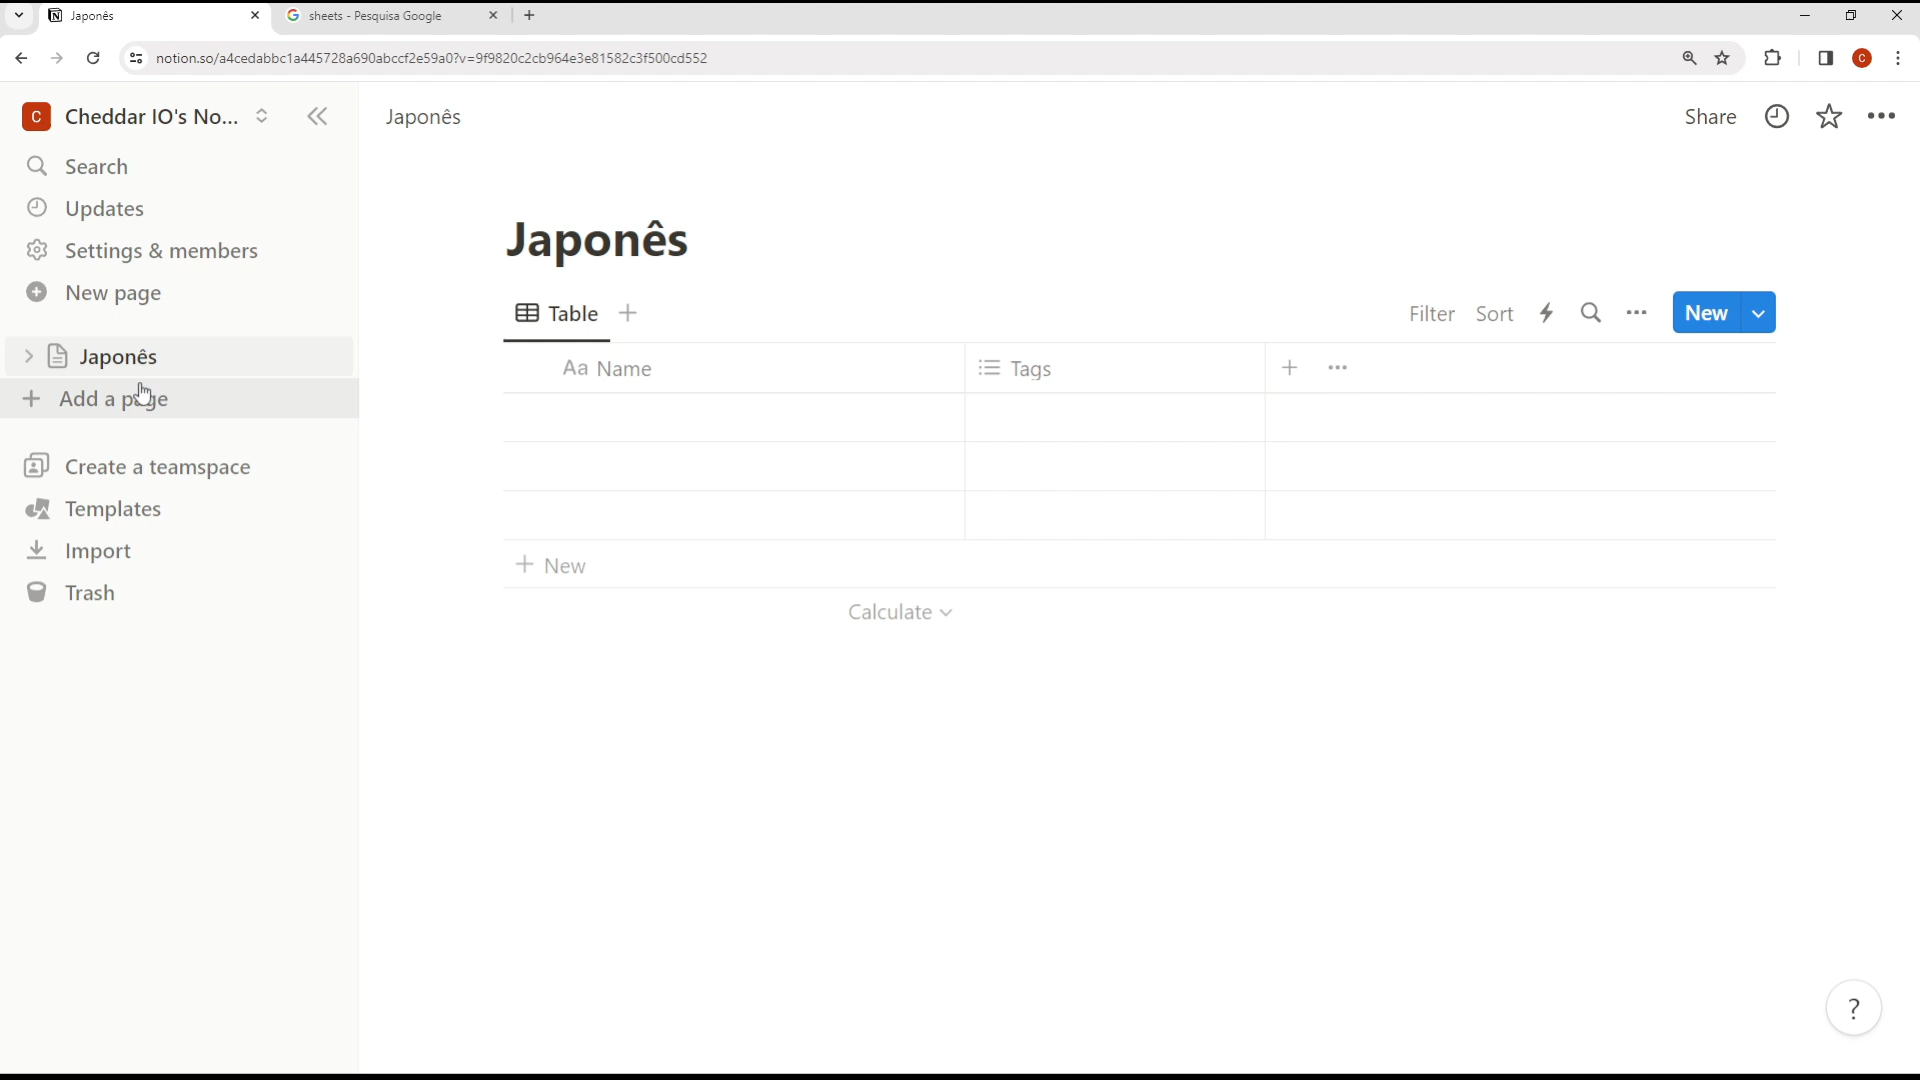 Japonês
sheets - Pesquisa Google
notion.so/a4cedabbc1a445728a690abccf2e59a0?v=9f9820c2cb964e3e81582c3f500cd552
C
C
Cheddar IO's No...
Japonês
Share
Search
Updates
Settings & members
New page
Japonês
Add a page
Create a teamspace
Templates
Import
Trash
Japonês
Table
Filter
Sort
New
Aa Name
Tags
New
Calculate
?